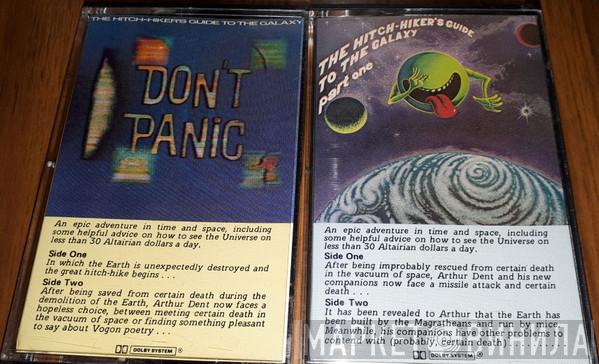 THE HITCH-HIKER'S GUIDE TO THE GALAXY
DON'T
PANIC
An epic adventure in time and space, including
some helpful advice on how to see the Universe on
less than 30 Altairian dollars a day.
Side One
In which the Earth is unexpectedly destroyed and
the great hitch-hike begins . . .
Side Two
After being saved from certain death during the
demolition of the Earth, Arthur Dent now faces a
hopeless choice, between meeting certain death in
the vacuum of space or finding something pleasant
to say about Vogon poetry . . .
DOLBY SYSTEM ®
THE HITCH-HIKER'S GUIDE
TO THE GALAXY
part one
An epic adventure in time and space, including
some helpful advice on how to see the Universe on
less than 30 Altairian dollars a day.
Side One
After being improbably rescued from certain death
in the vacuum of space, Arthur Dent and his new
companions now face a missile attack and certain
death . . .
Side Two
It has been revealed to Arthur that the Earth has
been built by the Magratheans and run by mice.
Meanwhile, his companions have other problems to
contend with (probably, certain death) . . .
DOLBY SYSTEM ®
МАРКЕТ ВИНИЛА